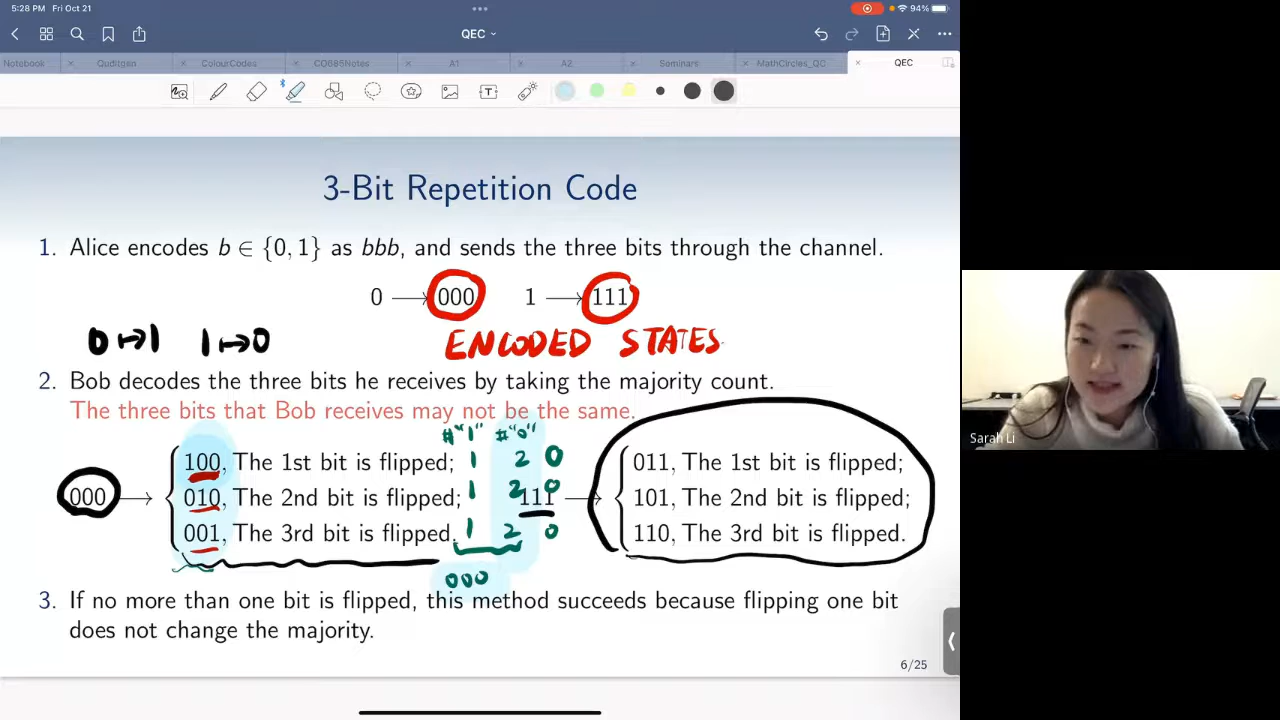 5:28 PM Fri Oct 21
94%
QEC
Notebook
Quditgen
ColourCodes
CO685Notes
A1
A2
Seminars
MathCircles_QC
QEC
3-Bit Repetition Code
1. Alice encodes b ∈ {0, 1} as bbb, and sends the three bits through the channel.
0 → 000 1 → 111
0 ↦ 1 1 ↦ 0 ENCODED STATES
2. Bob decodes the three bits he receives by taking the majority count.
The three bits that Bob receives may not be the same.
#"1" #"0"
100, The 1st bit is flipped; 1 2 0 011, The 1st bit is flipped;
000 → 010, The 2nd bit is flipped; 1 2 0 111 → 101, The 2nd bit is flipped;
001, The 3rd bit is flipped. 1 2 0 110, The 3rd bit is flipped.
000
3. If no more than one bit is flipped, this method succeeds because flipping one bit
does not change the majority.
6/25
Sarah Li